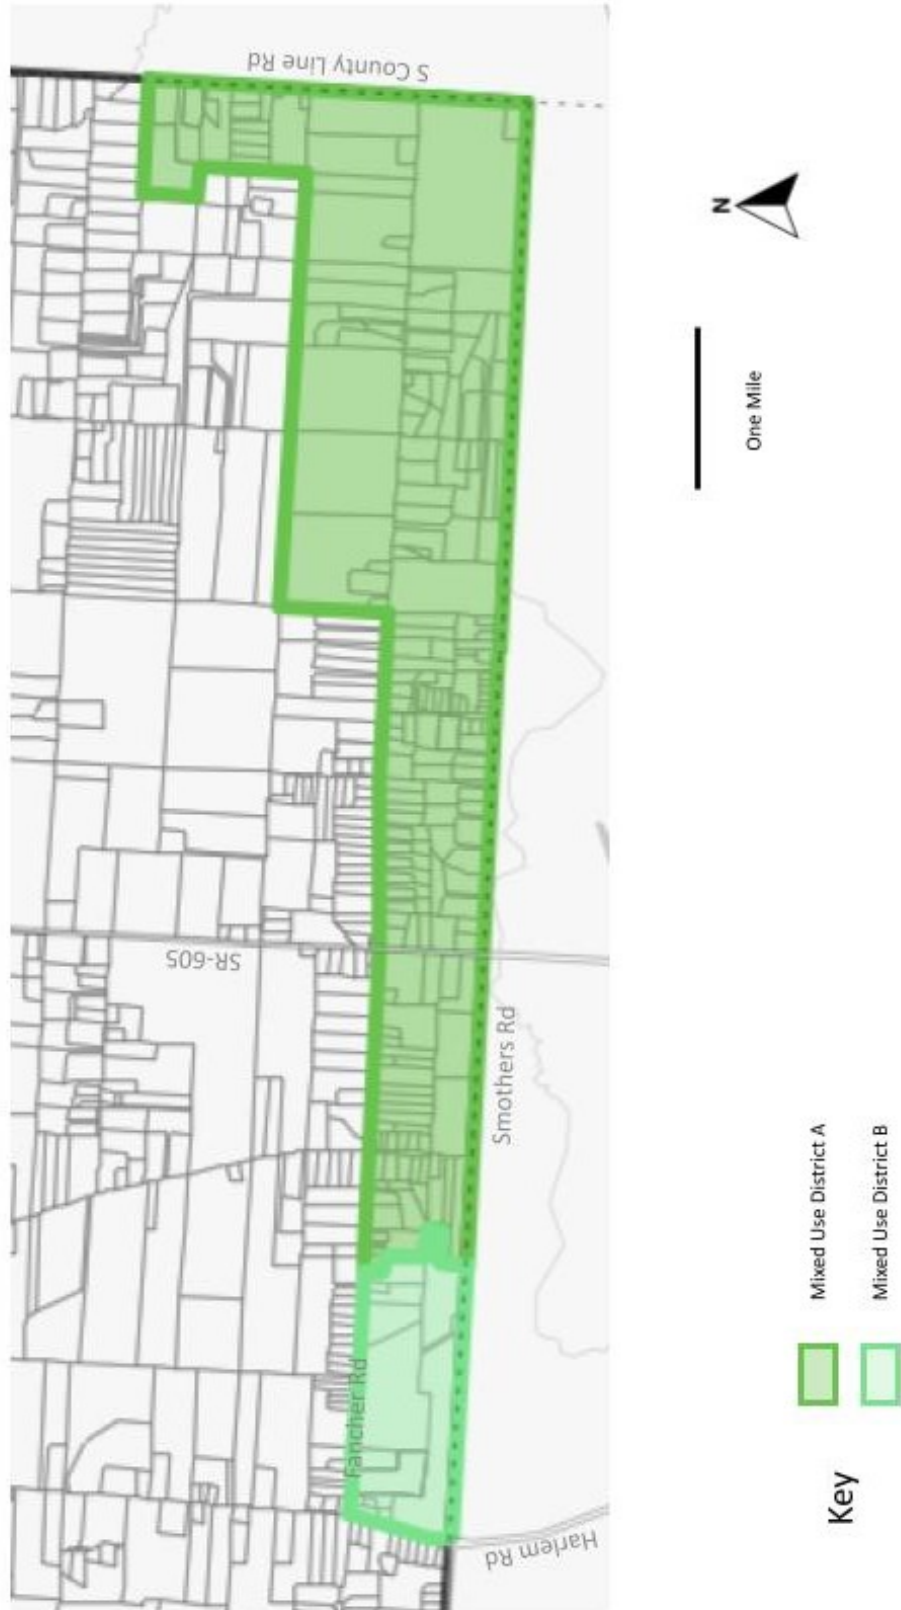 S County Line Rd
SR-605
Smothers Rd
Fancher Rd
Harlem Rd
N
One Mile
Key
Mixed Use District A
Mixed Use District B